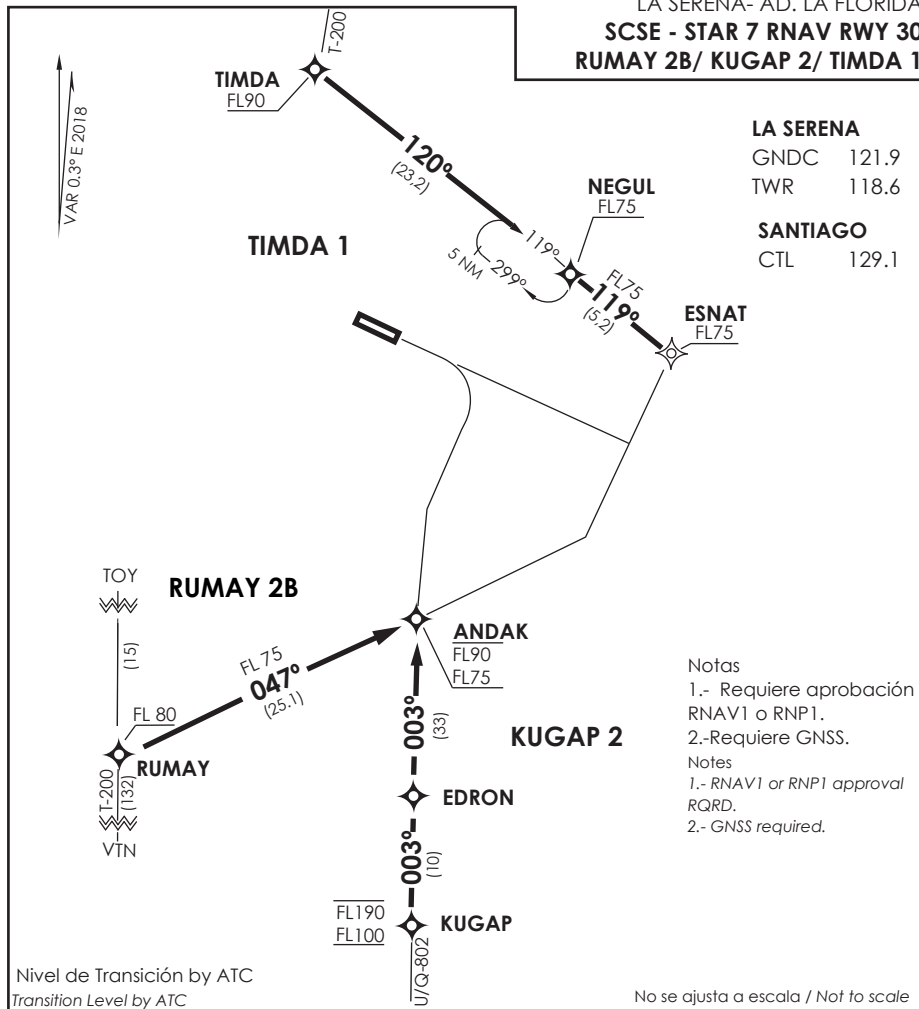 LA SERENA- AD. LA FLORIDA
SCSE - STAR 7 RNAV RWY 30
RUMAY 2B/ KUGAP 2/ TIMDA 1
VAR 0.3° E 2018
T-200
TIMDA
FL90
120°
(23,2)
LA SERENA
GNDC 121.9
TWR 118.6
SANTIAGO
CTL 129.1
NEGUL
FL75
TIMDA 1
119°
299°
5 NM
FL75
119°
(5,2)
ESNAT
FL75
TOY
RUMAY 2B
(15)
FL 75
047°
(25.1)
FL 80
RUMAY
T-200
(132)
VTN
ANDAK
FL90
FL75
003°
(33)
KUGAP 2
EDRON
003°
(10)
FL190
FL100
KUGAP
U/Q-802
Notas
1.- Requiere aprobación
RNAV1 o RNP1.
2.-Requiere GNSS.
Notes
1.- RNAV1 or RNP1 approval
RQRD.
2.- GNSS required.
Nivel de Transición by ATC
Transition Level by ATC
No se ajusta a escala / Not to scale